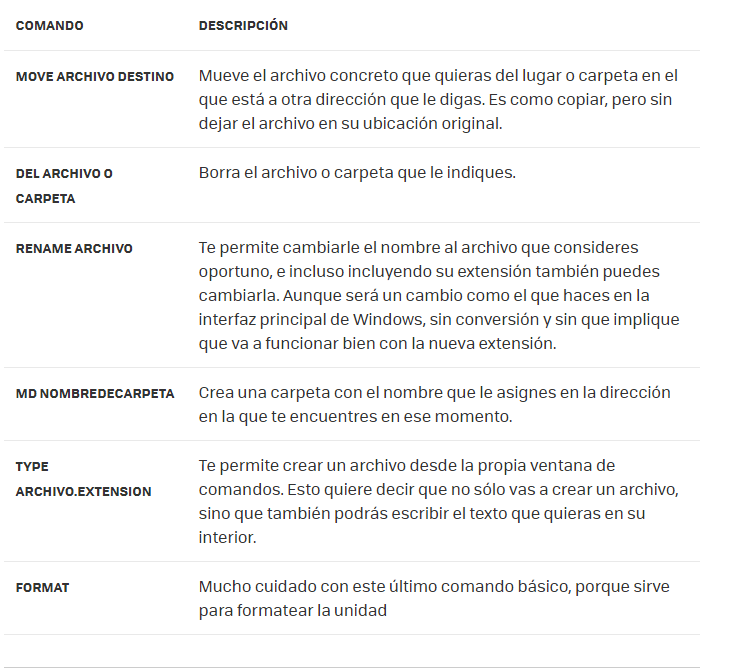 COMANDO DESCRIPCIÓN
MOVE ARCHIVO DESTINO Mueve el archivo concreto que quieras del lugar o carpeta en el
que está a otra dirección que le digas. Es como copiar, pero sin
dejar el archivo en su ubicación original.
DEL ARCHIVO O
CARPETA
Borra el archivo o carpeta que le indiques.
RENAME ARCHIVO Te permite cambiarle el nombre al archivo que consideres
oportuno, e incluso incluyendo su extensión también puedes
cambiarla. Aunque será un cambio como el que haces en la
interfaz principal de Windows, sin conversión y sin que implique
que va a funcionar bien con la nueva extensión.
MD NOMBREDECARPETA Crea una carpeta con el nombre que le asignes en la dirección
en la que te encuentres en ese momento.
TYPE
ARCHIVO.EXTENSION
Te permite crear un archivo desde la propia ventana de
comandos. Esto quiere decir que no sólo vas a crear un archivo,
sino que también podrás escribir el texto que quieras en su
interior.
FORMAT Mucho cuidado con este último comando básico, porque sirve
para formatear la unidad